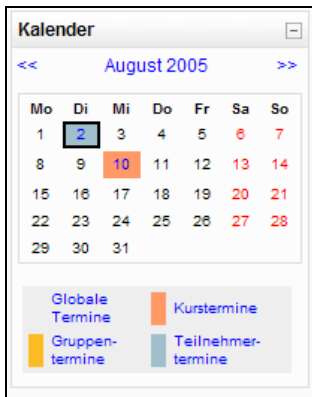 Kalender
<< August 2005 >>
Mo Di Mi Do Fr Sa So
1 2 3 4 5 6 7
8 9 10 11 12 13 14
15 16 17 18 19 20 21
22 23 24 25 26 27 28
29 30 31
Globale
Termine
Kurstermine
Gruppen-
termine
Teilnehmer-
termine